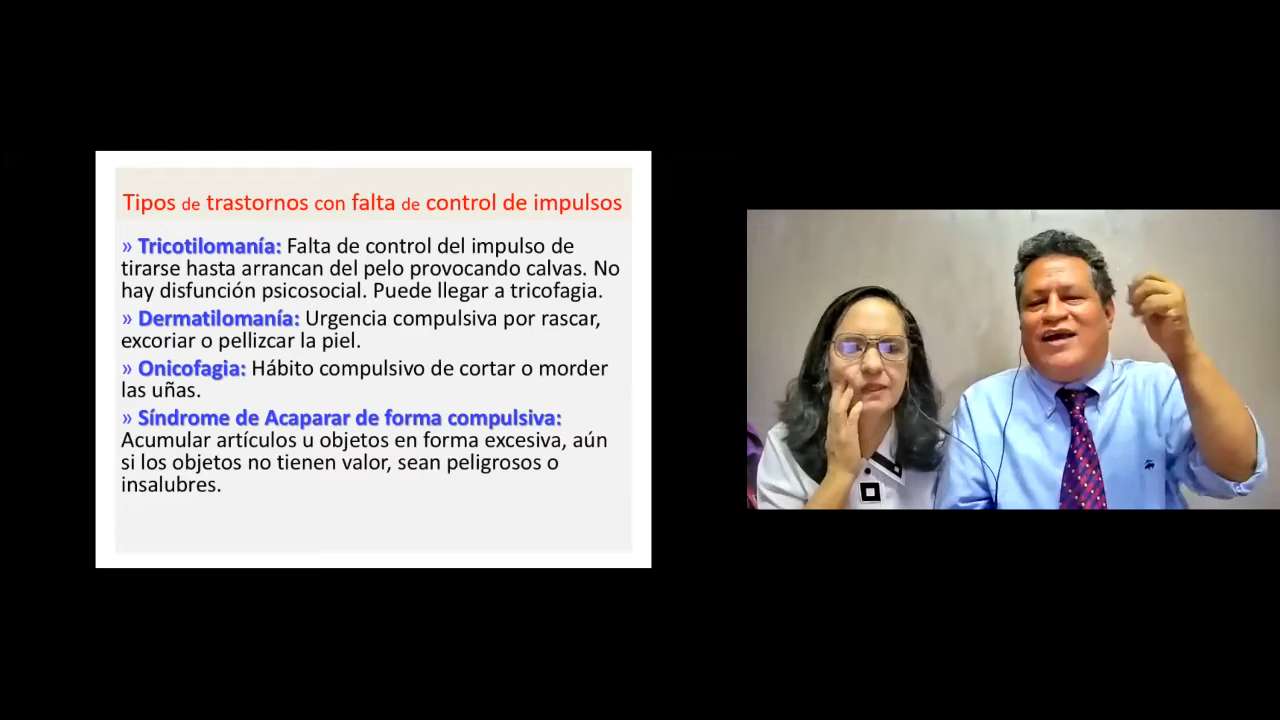 Tipos de trastornos con falta de control de impulsos
» Tricotilomanía: Falta de control del impulso de
tirarse hasta arrancan del pelo provocando calvas. No
hay disfunción psicosocial. Puede llegar a tricofagia.
» Dermatilomanía: Urgencia compulsiva por rascar,
excoriar o pellizcar la piel.
» Onicofagia: Hábito compulsivo de cortar o morder
las uñas.
» Síndrome de Acaparar de forma compulsiva:
Acumular artículos u objetos en forma excesiva, aún
si los objetos no tienen valor, sean peligrosos o
insalubres.